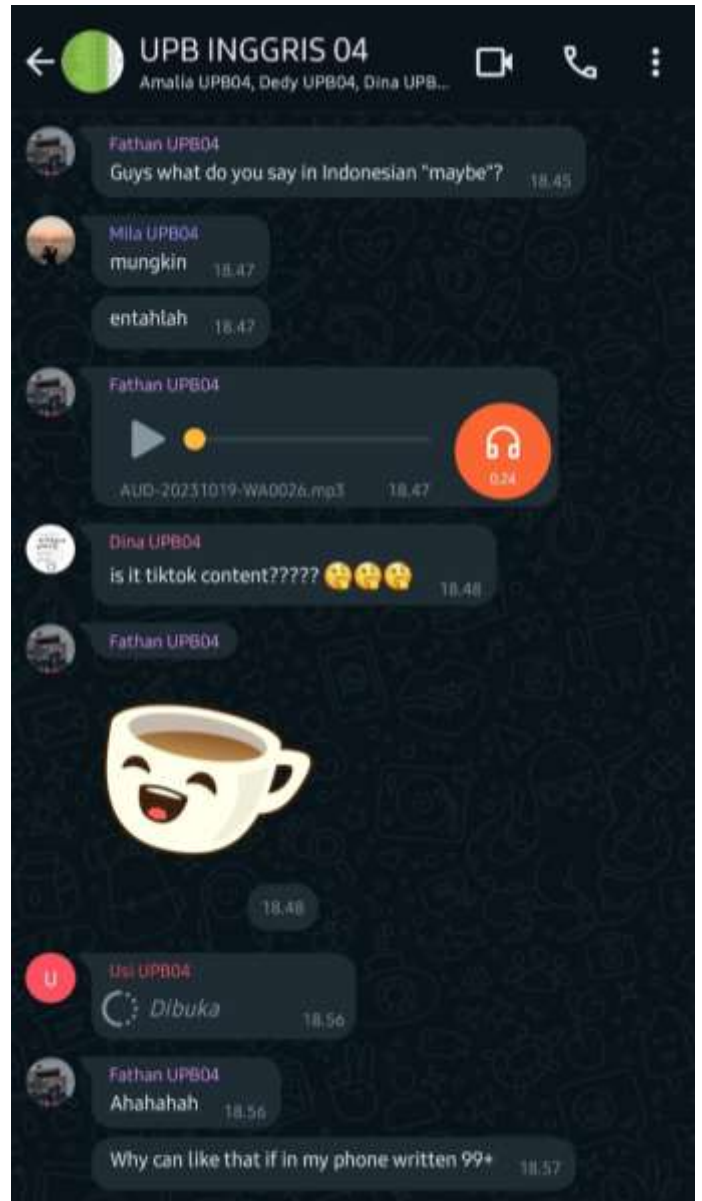 UPB INGGRIS 04
Amalia UPB04, Dedy UPB04, Dina UPB...
Fathan UPB04
Guys what do you say in Indonesian "maybe"? 18.45
Mila UPB04
mungkin 18.47
entahlah 18.47
Fathan UPB04
0:24
AUD-20231019-WA0026.mp3 18.47
Dina UPB04
is it tiktok content????? 🤔🤔🤔 18.48
Fathan UPB04
18.48
U
Usi UPB04
Dibuka 18.56
Fathan UPB04
Ahahahah 18.56
Why can like that if in my phone written 99+ 18.57